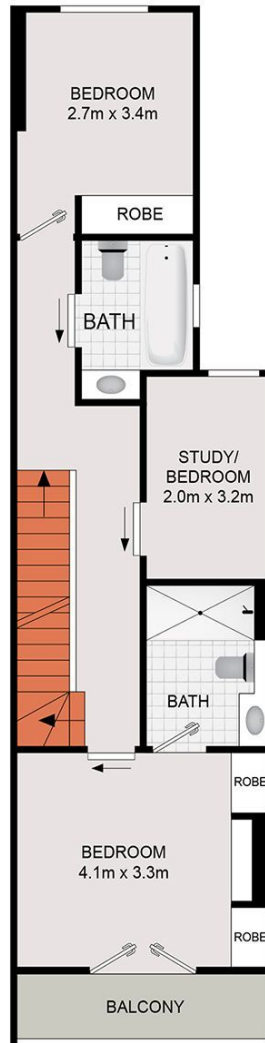 BEDROOM
2.7m x 3.4m
ROBE
BATH
STUDY/
BEDROOM
2.0m x 3.2m
BATH
ROBE
BEDROOM
4.1m x 3.3m
ROBE
BALCONY